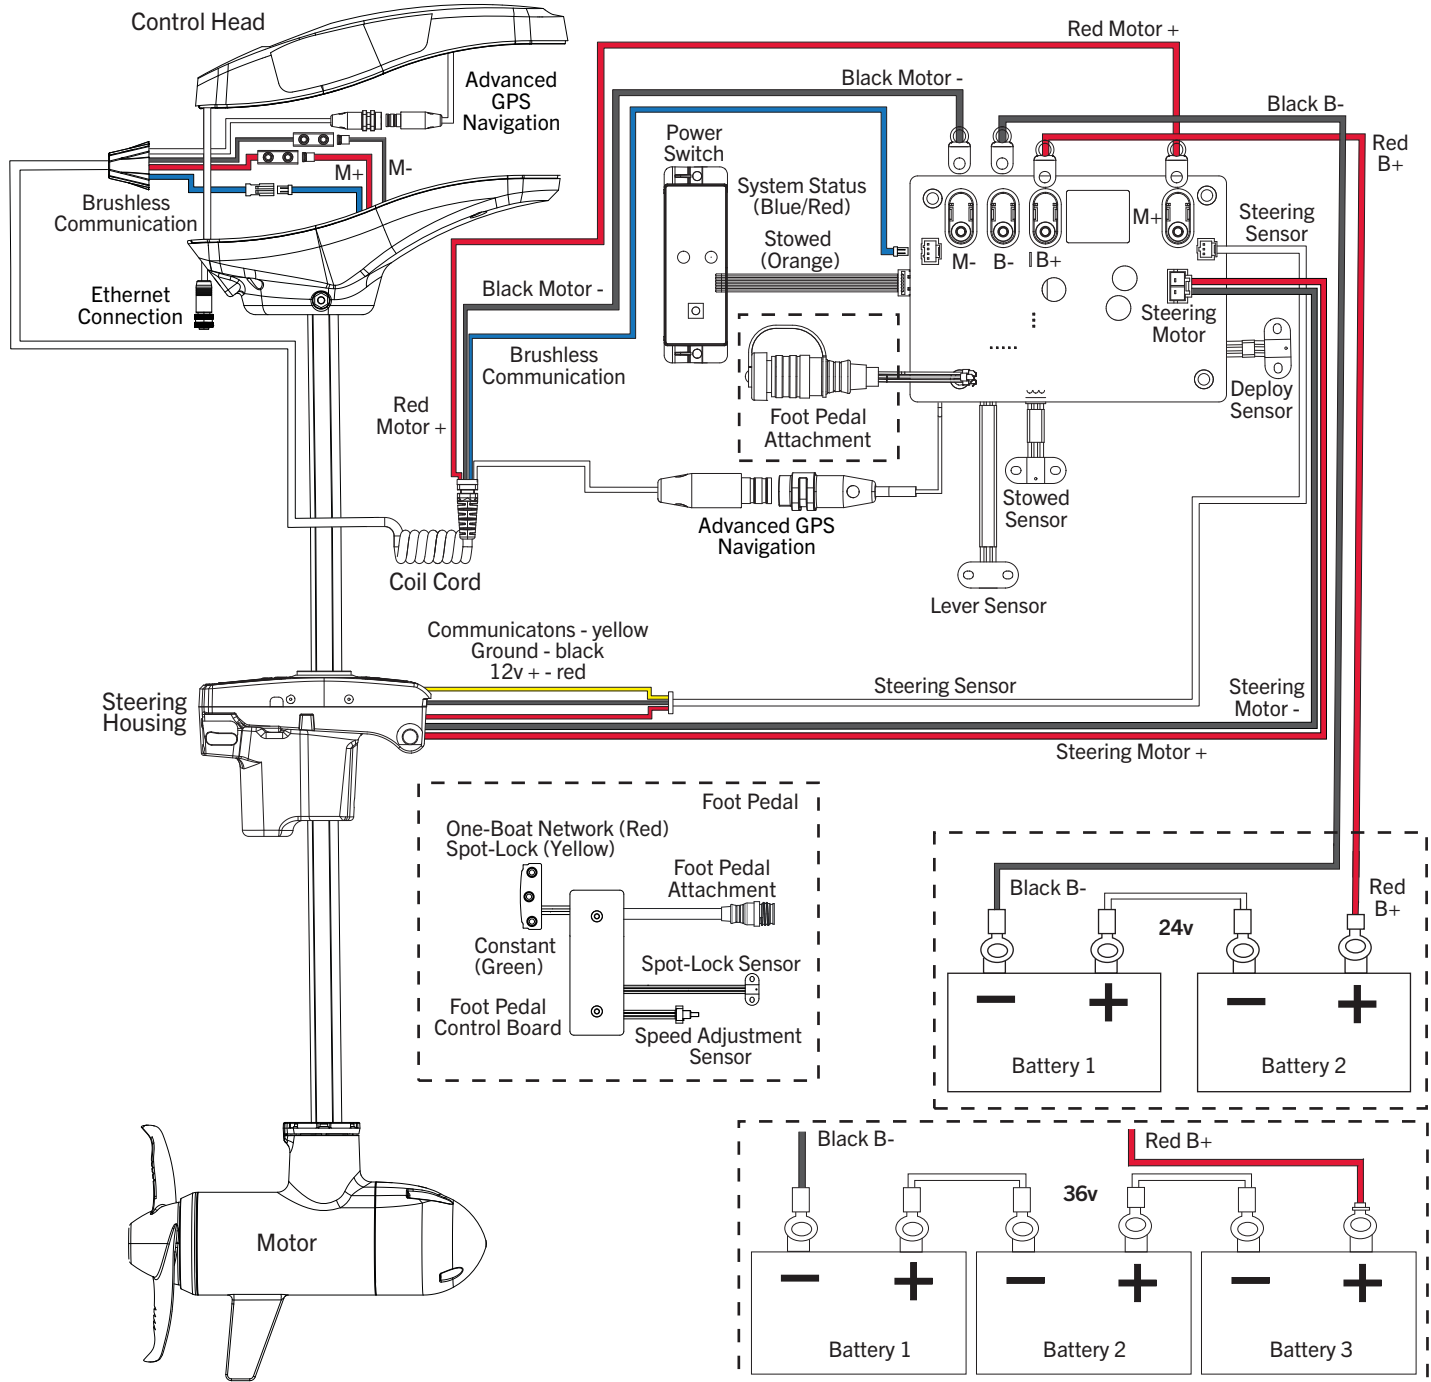 Control Head
Advanced
GPS
Navigation
M+
M-
Brushless
Communication
Ethernet
Connection
Red Motor +
Black Motor -
Black B-
Red
B+
Power
Switch
System Status
(Blue/Red)
Stowed
(Orange)
M-
B-
B+
M+
Steering
Sensor
Steering
Motor
Black Motor -
Brushless
Communication
Red
Motor +
Foot Pedal
Attachment
Deploy
Sensor
Stowed
Sensor
Advanced GPS
Navigation
Coil Cord
Lever Sensor
Communicatons - yellow
Ground - black
12v + - red
Steering
Housing
Steering Sensor
Steering
Motor -
Steering Motor +
Foot Pedal
One-Boat Network (Red)
Spot-Lock (Yellow)
Foot Pedal
Attachment
Constant
(Green)
Spot-Lock Sensor
Foot Pedal
Control Board
Speed Adjustment
Sensor
Black B-
24v
Red
B+
Battery 1
Battery 2
Black B-
Red B+
36v
Battery 1
Battery 2
Battery 3
Motor